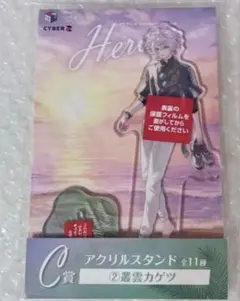 CYBER Z
Her
表面の
保護フィルムを
剥がしてから
ご使用ください
C賞
アクリルスタンド 全11種
②叢雲カゲツ